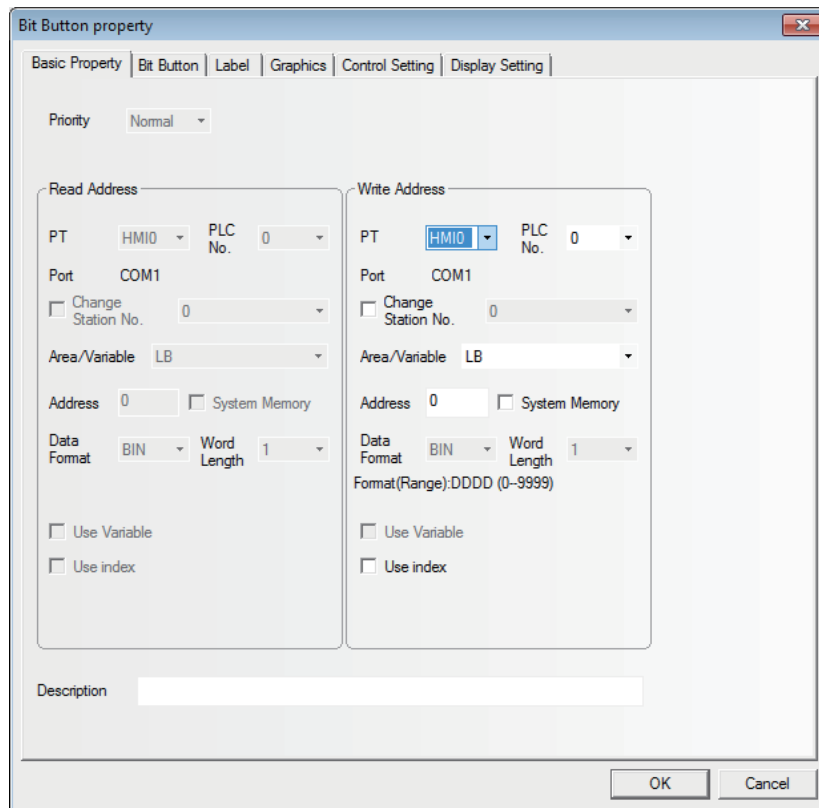 Bit Button property
Basic Property Bit Button Label Graphics Control Setting Display Setting
Priority Normal
Read Address
PT HMI0 PLC No. 0
Port COM1
Change Station No. 0
Area/Variable LB
Address 0 System Memory
Data Format BIN Word Length 1
Use Variable
Use index
Write Address
PT HMI0 PLC No. 0
Port COM1
Change Station No. 0
Area/Variable LB
Address 0 System Memory
Data Format BIN Word Length 1
Format(Range):DDDD (0--9999)
Use Variable
Use index
Description
OK Cancel